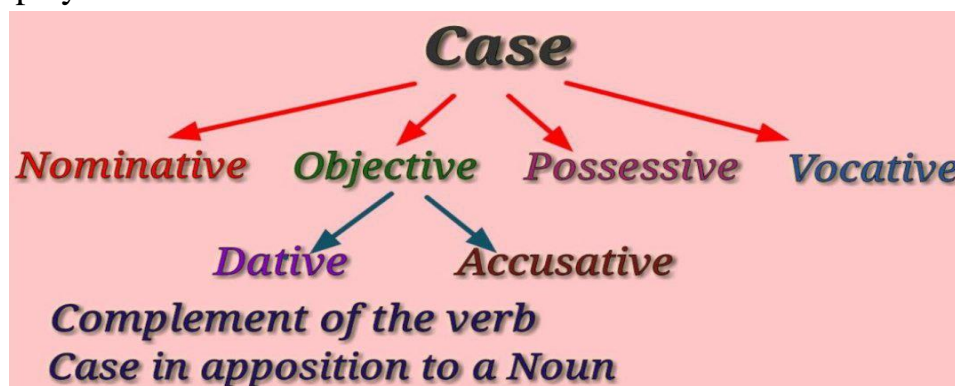 Case
Nominative Objective Possessive Vocative
Dative Accusative
Complement of the verb
Case in apposition to a Noun